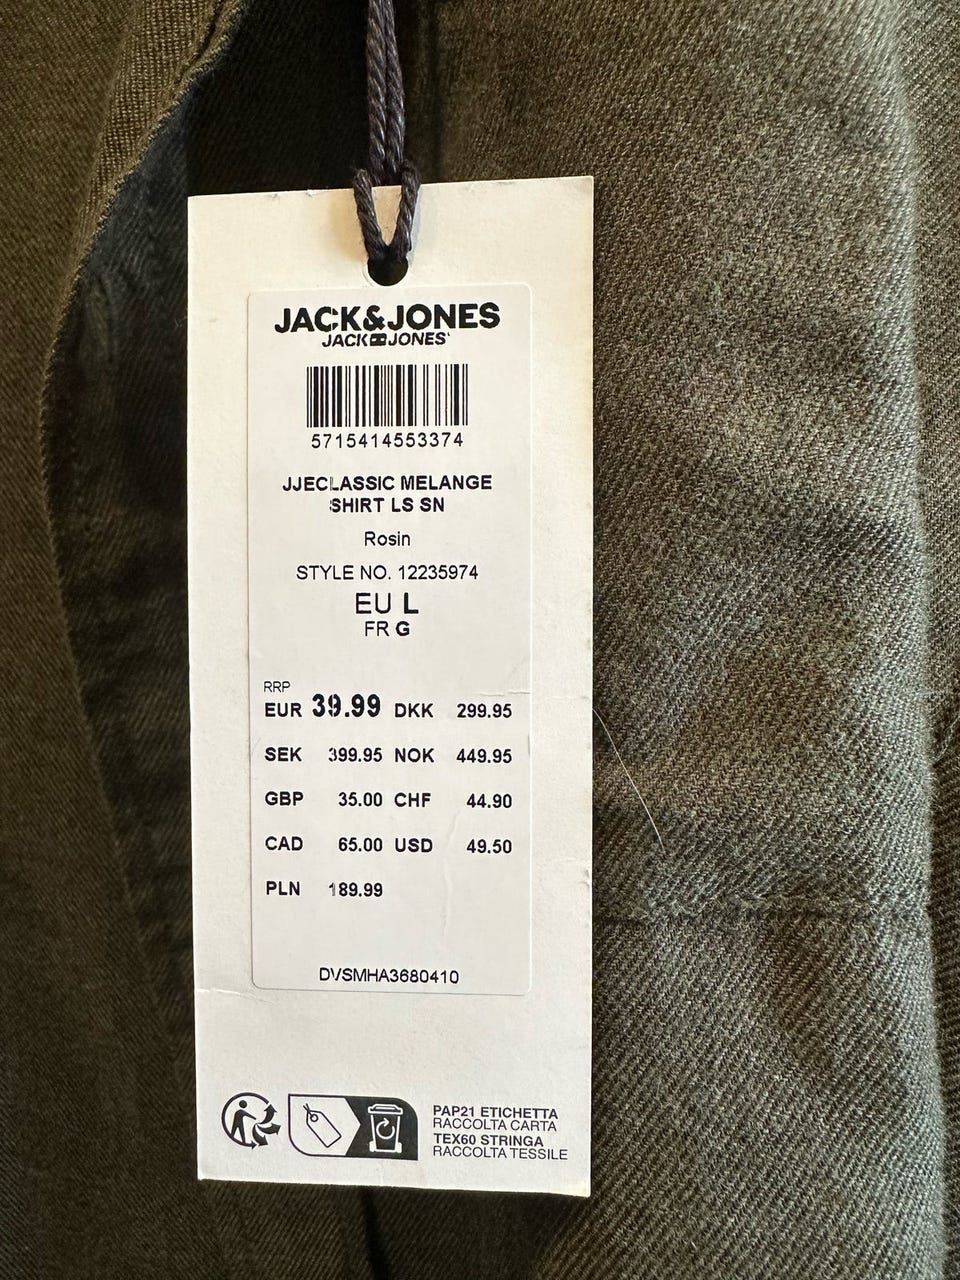 JACK&JONES
JACK JONES
5715414553374
JJECLASSIC MELANGE
SHIRT LS SN
Rosin
STYLE NO. 12235974
EU L
FR G
RRP
EUR 39.99 DKK 299.95
SEK 399.95 NOK 449.95
GBP 35.00 CHF 44.90
CAD 65.00 USD 49.50
PLN 189.99
DVSMHA3680410
PAP21 ETICHETTA
RACCOLTA CARTA
TEX60 STRINGA
RACCOLTA TESSILE